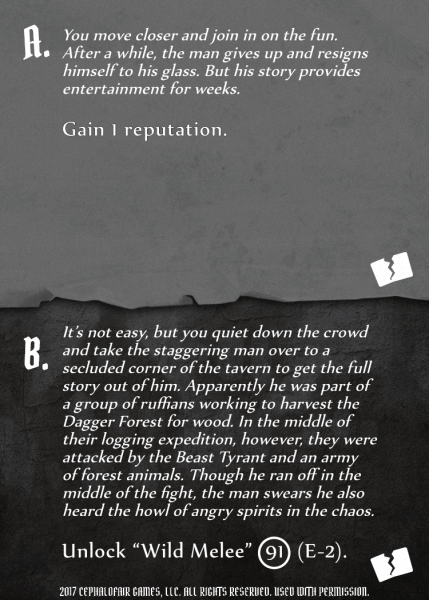 A.
You move closer and join in on the fun.
After a while, the man gives up and resigns
himself to his glass. But his story provides
entertainment for weeks.
Gain 1 reputation.
B.
It's not easy, but you quiet down the crowd
and take the staggering man over to a
secluded corner of the tavern to get the full
story out of him. Apparently he was part of
a group of ruffians working to harvest the
Dagger Forest for wood. In the middle of
their logging expedition, however, they were
attacked by the Beast Tyrant and an army
of forest animals. Though he ran off in the
middle of the fight, the man swears he also
heard the howl of angry spirits in the chaos.
Unlock “Wild Melee” 91 (E-2).
2017 CEPHALOFAIR GAMES, LLC. ALL RIGHTS RESERVED. USED WITH PERMISSION.